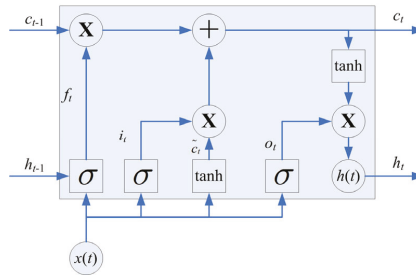 c_{t-1} X + c_t
tanh
f_t i_t X o_t X
c̃_t
h_{t-1} σ σ tanh σ h(t) h_t
x(t)